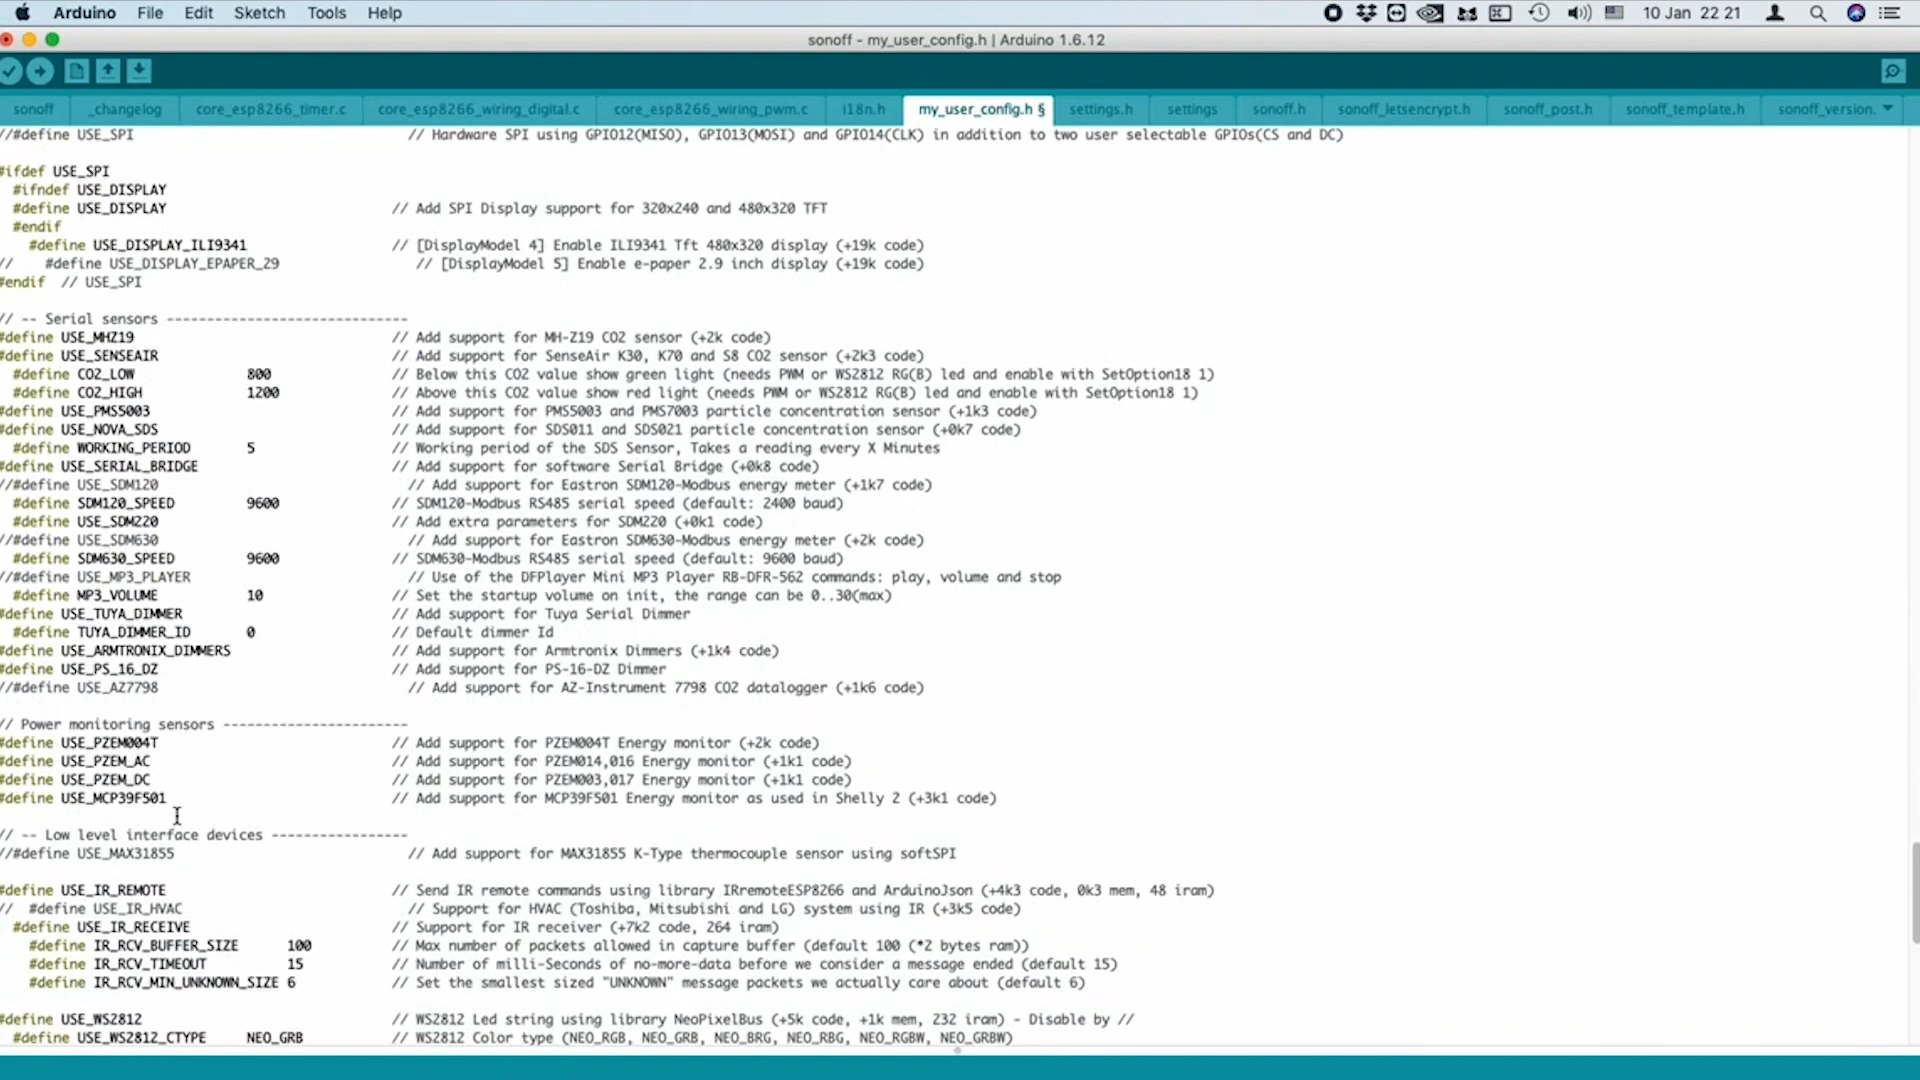 Arduino File Edit Sketch Tools Help 10 Jan 22 21
sonoff - my_user_config.h | Arduino 1.6.12
sonoff _changelog core_esp8266_timer.c core_esp8266_wiring_digital.c core_esp8266_wiring_pwm.c i18n.h my_user_config.h § settings.h settings sonoff.h sonoff_letsencrypt.h sonoff_post.h sonoff_template.h sonoff_version.
//#define USE_SPI // Hardware SPI using GPIO12(MISO), GPIO13(MOSI) and GPIO14(CLK) in addition to two user selectable GPIOs(CS and DC)
#ifdef USE_SPI
#ifndef USE_DISPLAY
#define USE_DISPLAY // Add SPI Display support for 320x240 and 480x320 TFT
#endif
#define USE_DISPLAY_ILI9341 // [DisplayModel 4] Enable ILI9341 Tft 480x320 display (+19k code)
// #define USE_DISPLAY_EPAPER_29 // [DisplayModel 5] Enable e-paper 2.9 inch display (+19k code)
#endif // USE_SPI
// -- Serial sensors ------------------------------
#define USE_MHZ19 // Add support for MH-Z19 CO2 sensor (+2k code)
#define USE_SENSEAIR // Add support for SenseAir K30, K70 and S8 CO2 sensor (+2k3 code)
#define CO2_LOW 800 // Below this CO2 value show green light (needs PWM or WS2812 RG(B) led and enable with SetOption18 1)
#define CO2_HIGH 1200 // Above this CO2 value show red light (needs PWM or WS2812 RG(B) led and enable with SetOption18 1)
#define USE_PMS5003 // Add support for PMS5003 and PMS7003 particle concentration sensor (+1k3 code)
#define USE_NOVA_SDS // Add support for SDS011 and SDS021 particle concentration sensor (+0k7 code)
#define WORKING_PERIOD 5 // Working period of the SDS Sensor, Takes a reading every X Minutes
#define USE_SERIAL_BRIDGE // Add support for software Serial Bridge (+0k8 code)
//#define USE_SDM120 // Add support for Eastron SDM120-Modbus energy meter (+1k7 code)
#define SDM120_SPEED 9600 // SDM120-Modbus RS485 serial speed (default: 2400 baud)
#define USE_SDM220 // Add extra parameters for SDM220 (+0k1 code)
//#define USE_SDM630 // Add support for Eastron SDM630-Modbus energy meter (+2k code)
#define SDM630_SPEED 9600 // SDM630-Modbus RS485 serial speed (default: 9600 baud)
//#define USE_MP3_PLAYER // Use of the DFPlayer Mini MP3 Player RB-DFR-562 commands: play, volume and stop
#define MP3_VOLUME 10 // Set the startup volume on init, the range can be 0..30(max)
#define USE_TUYA_DIMMER // Add support for Tuya Serial Dimmer
#define TUYA_DIMMER_ID 0 // Default dimmer Id
#define USE_ARMTRONIX_DIMMERS // Add support for Armtronix Dimmers (+1k4 code)
#define USE_PS_16_DZ // Add support for PS-16-DZ Dimmer
//#define USE_AZ7798 // Add support for AZ-Instrument 7798 CO2 datalogger (+1k6 code)
// Power monitoring sensors -----------------------
#define USE_PZEM004T // Add support for PZEM004T Energy monitor (+2k code)
#define USE_PZEM_AC // Add support for PZEM014,016 Energy monitor (+1k1 code)
#define USE_PZEM_DC // Add support for PZEM003,017 Energy monitor (+1k1 code)
#define USE_MCP39F501 // Add support for MCP39F501 Energy monitor as used in Shelly 2 (+3k1 code)
// -- Low level interface devices -----------------
//#define USE_MAX31855 // Add support for MAX31855 K-Type thermocouple sensor using softSPI
#define USE_IR_REMOTE // Send IR remote commands using library IRremoteESP8266 and ArduinoJson (+4k3 code, 0k3 mem, 48 iram)
// #define USE_IR_HVAC // Support for HVAC (Toshiba, Mitsubishi and LG) system using IR (+3k5 code)
#define USE_IR_RECEIVE // Support for IR receiver (+7k2 code, 264 iram)
#define IR_RCV_BUFFER_SIZE 100 // Max number of packets allowed in capture buffer (default 100 (*2 bytes ram))
#define IR_RCV_TIMEOUT 15 // Number of milli-Seconds of no-more-data before we consider a message ended (default 15)
#define IR_RCV_MIN_UNKNOWN_SIZE 6 // Set the smallest sized "UNKNOWN" message packets we actually care about (default 6)
#define USE_WS2812 // WS2812 Led string using library NeoPixelBus (+5k code, +1k mem, 232 iram) - Disable by //
#define USE_WS2812_CTYPE NEO_GRB // WS2812 Color type (NEO_RGB, NEO_GRB, NEO_BRG, NEO_RBG, NEO_RGBW, NEO_GRBW)